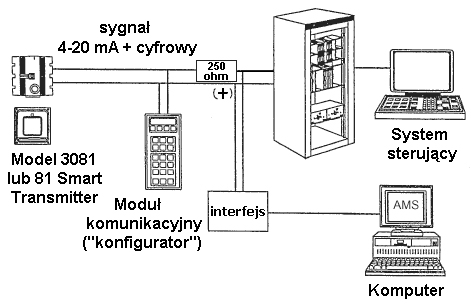 sygnał
4-20 mA + cyfrowy
250
ohm
(+)
Model 3081
lub 81 Smart
Transmitter
Moduł
komunikacyjny
("konfigurator")
interfejs
System
sterujący
AMS
Komputer